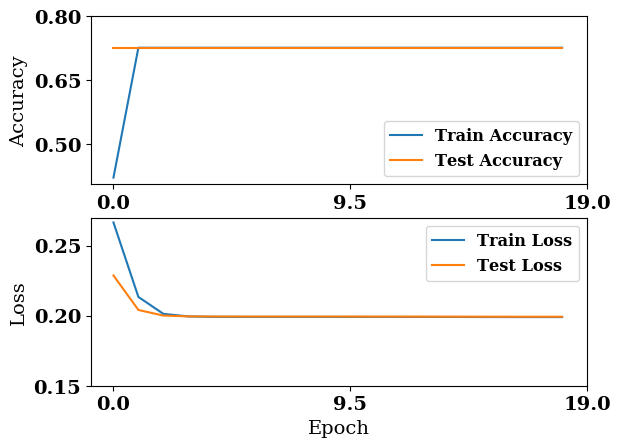 0.80
0.65
0.50
Accuracy
Train Accuracy
Test Accuracy
0.0 9.5 19.0
0.25
0.20
0.15
Loss
Train Loss
Test Loss
0.0 9.5 19.0
Epoch